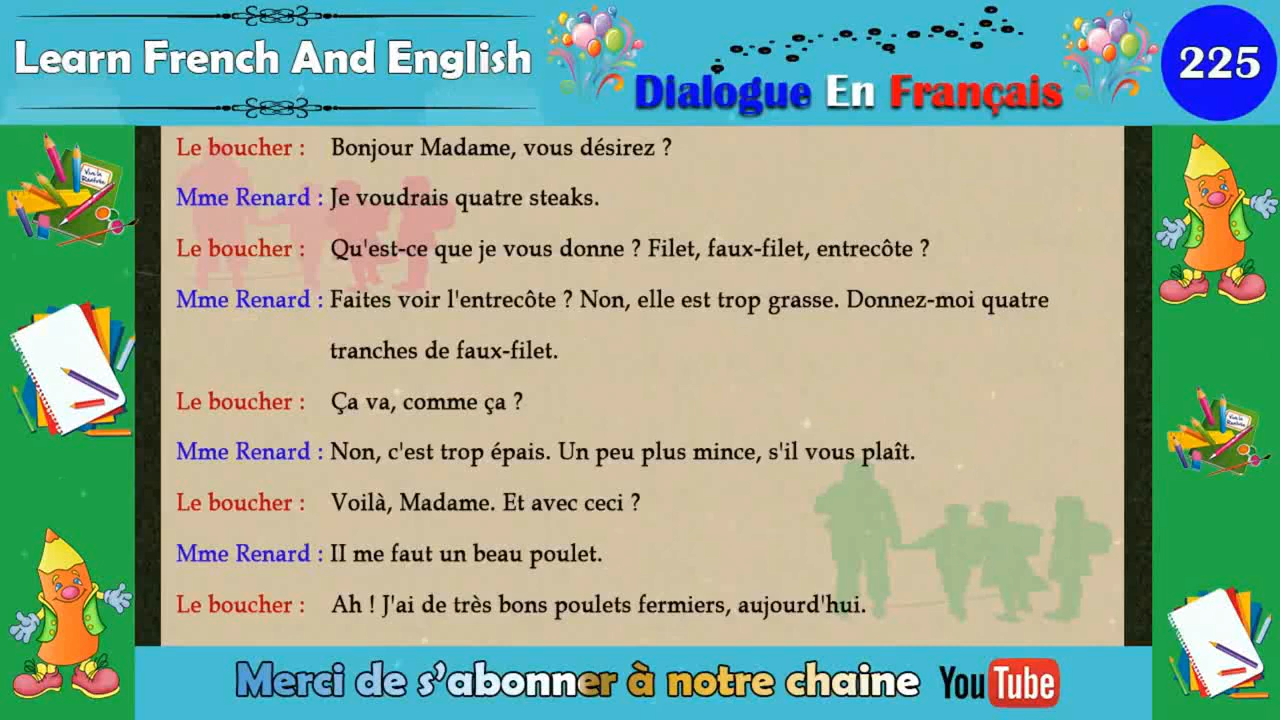 Learn French And English
Dialogue En Français
225
Le boucher : Bonjour Madame, vous désirez ?
Mme Renard : Je voudrais quatre steaks.
Le boucher : Qu'est-ce que je vous donne ? Filet, faux-filet, entrecôte ?
Mme Renard : Faites voir l'entrecôte ? Non, elle est trop grasse. Donnez-moi quatre
tranches de faux-filet.
Le boucher : Ça va, comme ça ?
Mme Renard : Non, c'est trop épais. Un peu plus mince, s'il vous plaît.
Le boucher : Voilà, Madame. Et avec ceci ?
Mme Renard : II me faut un beau poulet.
Le boucher : Ah ! J'ai de très bons poulets fermiers, aujourd'hui.
Merci de s'abonner à notre chaine YouTube